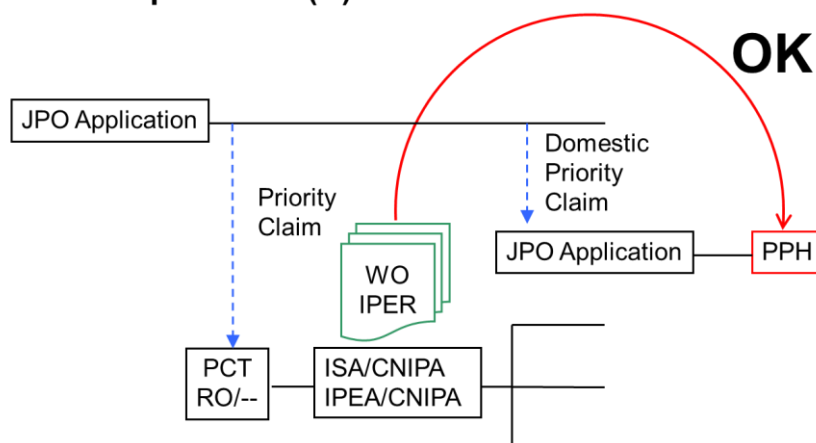 OK
JPO Application
Domestic
Priority
Claim
Priority
Claim
JPO Application
PPH
WO
IPER
PCT
RO/--
ISA/CNIPA
IPEA/CNIPA